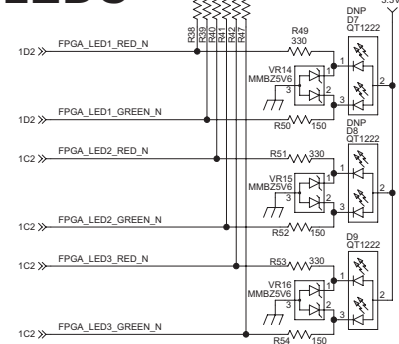 LEDS
3.3V
R38
R39
R40
R41
R42
R47
DNP
D7
QT1222
R49
330
1D2 FPGA_LED1_RED_N
VR14
MMBZ5V6
1
2
3
1
2
3
1D2 FPGA_LED1_GREEN_N
R50 150
DNP
D8
QT1222
1C2 FPGA_LED2_RED_N
R51 330
VR15
MMBZ5V6
1
2
3
1
2
3
1C2 FPGA_LED2_GREEN_N
R52 150
D9
QT1222
1C2 FPGA_LED3_RED_N
R53 330
VR16
MMBZ5V6
1
2
3
1
2
3
1C2 FPGA_LED3_GREEN_N
R54 150